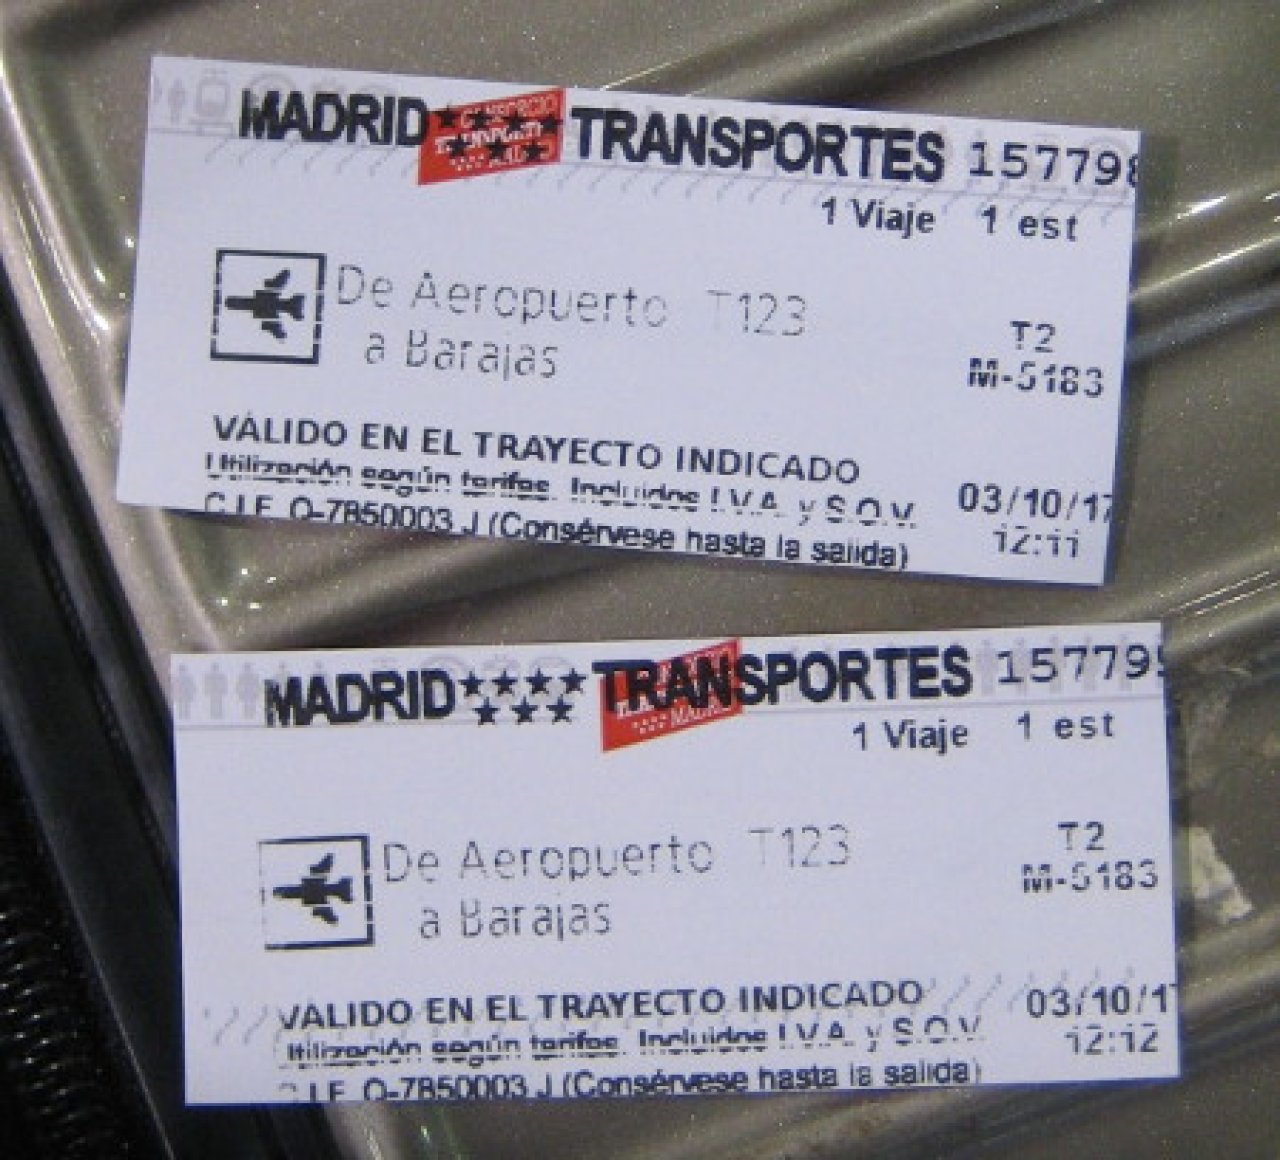 MADRID ★★★★ ★★★ TRANSPORTES 157798
1 Viaje 1 est
De Aeropuerto T123
a Barajas
T2
M-5183
VÁLIDO EN EL TRAYECTO INDICADO
Utilización según tarifas. Incluidos I.V.A. y S.O.V.
03/10/17
C.I.F. Q-7850003 J (Consérvese hasta la salida)
12:11
MADRID ★★★★ ★★★ TRANSPORTES 157799
MADRID
1 Viaje 1 est
De Aeropuerto T123
a Barajas
T2
M-5183
VALIDO EN EL TRAYECTO INDICADO
03/10/17
Utilización según tarifas. Incluidos I.V.A. y S.O.V.
12:12
C.I.F. Q-7850003 J (Consérvese hasta la salida)